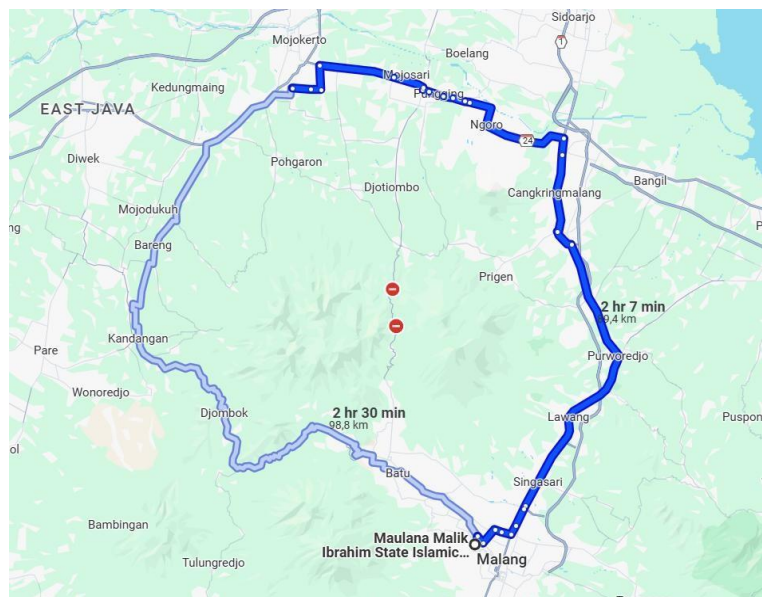 Sidoarjo
1
Mojokerto
Boelang
Mojosari
Kedungmaing
Pungging
EAST JAVA
Ngoro
24
Diwek
Pohgaron
Bangil
Djotiombo
Cangkringmalang
Mojodukuh
Bareng
Prigen
2 hr 7 min
Kandangan
Pare
Purworedjo
Wonoredjo
Djombok
2 hr 30 min
98,8 km
Lawang
Puspon
Batu
Singasari
Bambingan
Maulana Malik
Ibrahim State Islamic...
Malang
Tulungredjo